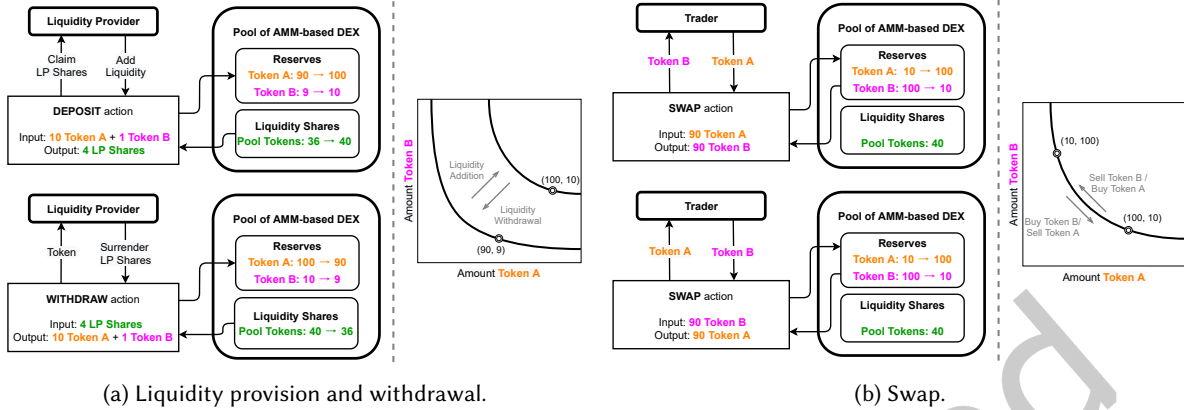 Liquidity Provider
Claim
LP Shares
Add
Liquidity
DEPOSIT action
Input: 10 Token A + 1 Token B
Output: 4 LP Shares
Pool of AMM-based DEX
Reserves
Token A: 90 → 100
Token B: 9 → 10
Liquidity Shares
Pool Tokens: 36 → 40
Liquidity Provider
Token
Surrender
LP Shares
WITHDRAW action
Input: 4 LP Shares
Output: 10 Token A + 1 Token B
Pool of AMM-based DEX
Reserves
Token A: 100 → 90
Token B: 10 → 9
Liquidity Shares
Pool Tokens: 40 → 36
Amount Token B
Liquidity
Addition
(100, 10)
Liquidity
Withdrawal
(90, 9)
Amount Token A
(a) Liquidity provision and withdrawal.
Trader
Token B
Token A
SWAP action
Input: 90 Token A
Output: 90 Token B
Pool of AMM-based DEX
Reserves
Token A: 10 → 100
Token B: 100 → 10
Liquidity Shares
Pool Tokens: 40
Trader
Token A
Token B
SWAP action
Input: 90 Token B
Output: 90 Token A
Pool of AMM-based DEX
Reserves
Token A: 10 → 100
Token B: 100 → 10
Liquidity Shares
Pool Tokens: 40
Amount Token B
(10, 100)
Sell Token B /
Buy Token A
(100, 10)
Buy Token B/
Sell Token A
Amount Token A
(b) Swap.